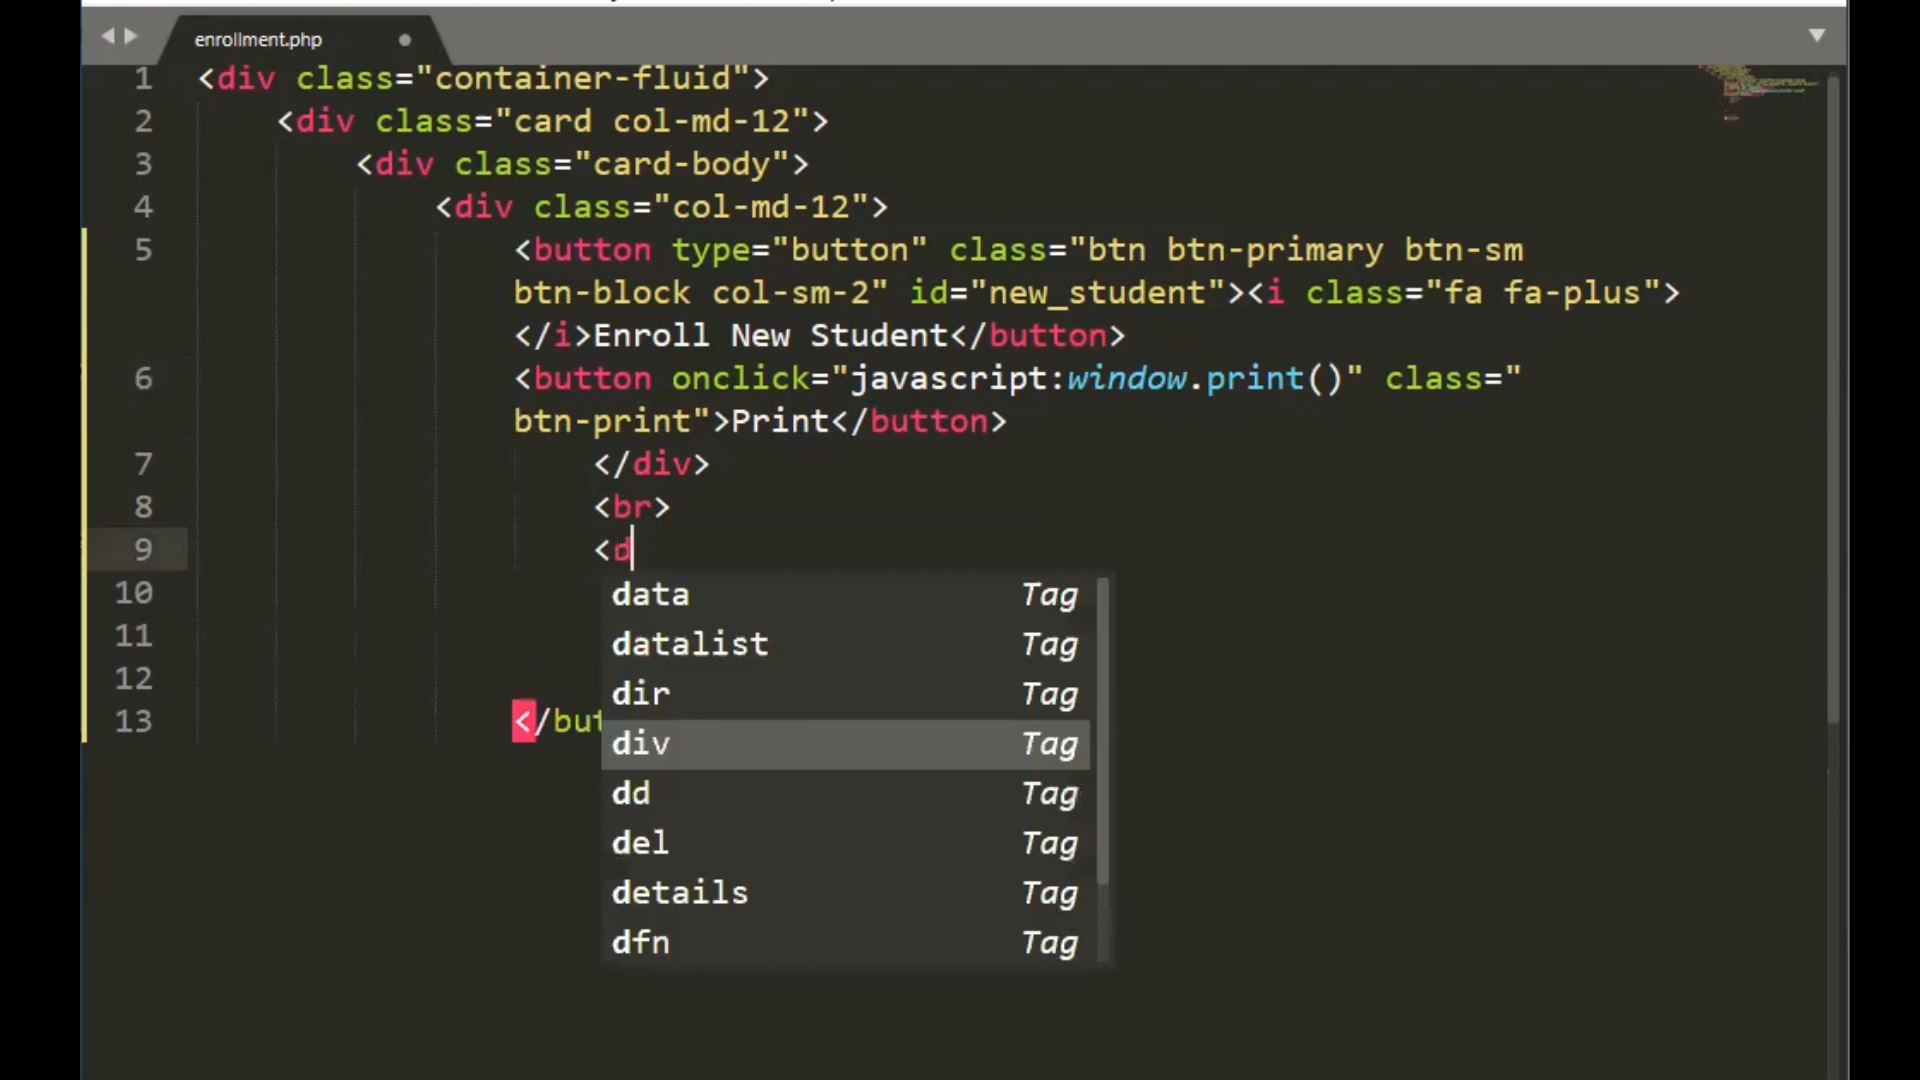 enrollment.php
1 <div class="container-fluid">
2 <div class="card col-md-12">
3 <div class="card-body">
4 <div class="col-md-12">
5 <button type="button" class="btn btn-primary btn-sm
btn-block col-sm-2" id="new_student"><i class="fa fa-plus">
</i>Enroll New Student</button>
6 <button onclick="javascript:window.print()" class="
btn-print">Print</button>
7 </div>
8 <br>
9 <d
10
11
12
13 </but
data Tag
datalist Tag
dir Tag
div Tag
dd Tag
del Tag
details Tag
dfn Tag